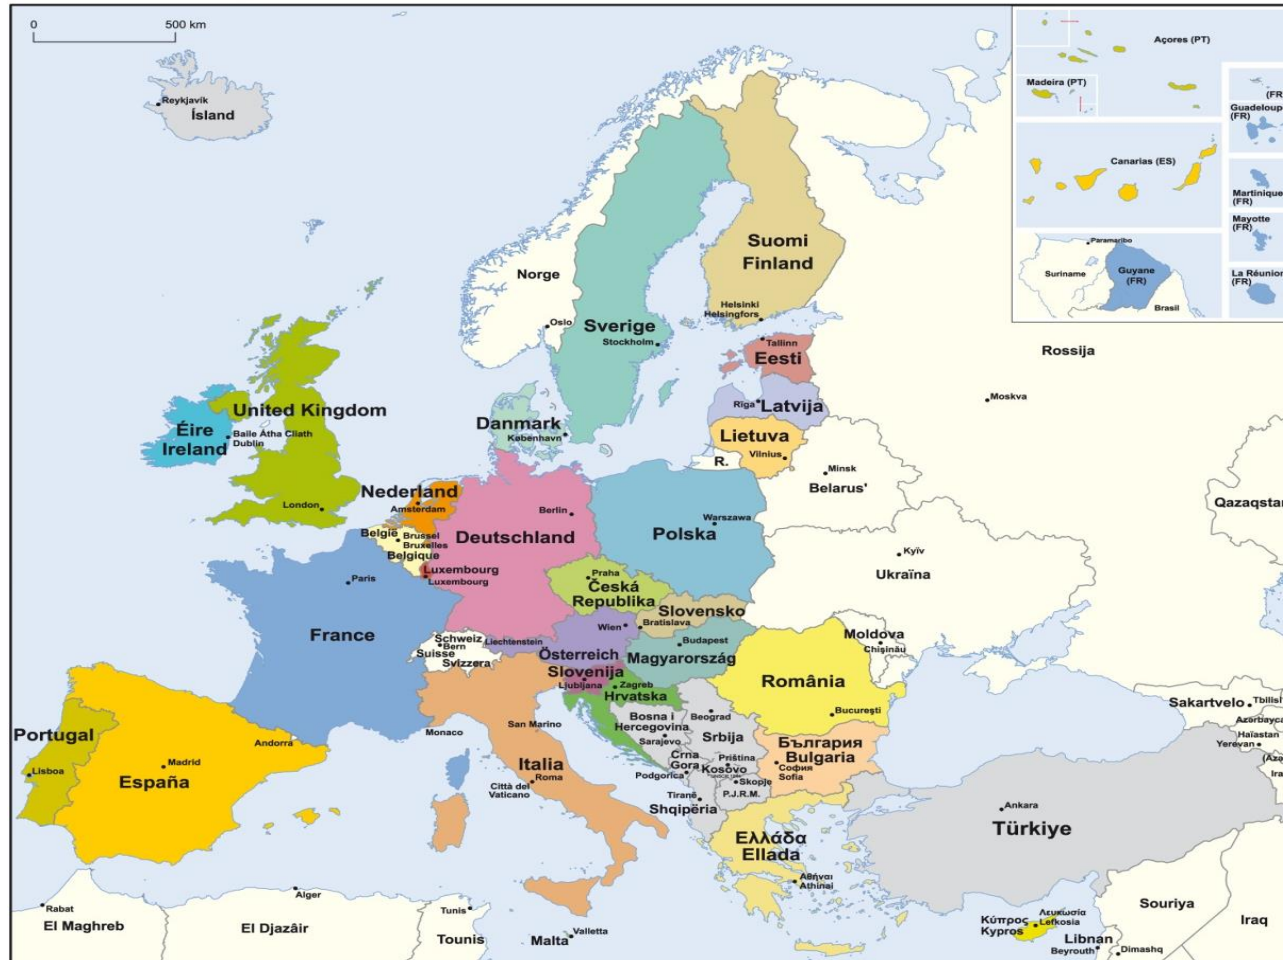 0
500 km
Reykjavík
Ísland
Norge
Oslo
Sverige
Stockholm
Suomi
Finland
Helsinki
Helsingfors
Tallinn
Eesti
Rīga
Latvija
Lietuva
Vilnius
R.
Rossija
Moskva
Minsk
Belarus'
Qazaqstan
United Kingdom
London
Éire
Ireland
Baile Átha Cliath
Dublin
Danmark
København
Nederland
Amsterdam
België
Brussel
Bruxelles
Belgique
Luxembourg
Luxembourg
Deutschland
Berlin
Polska
Warszawa
Kyïv
Ukraïna
Praha
Česká
Republika
Slovensko
Bratislava
Paris
France
Schweiz
Bern
Suisse
Svizzera
Liechtenstein
Wien
Österreich
Budapest
Magyarország
Moldova
Chişinău
România
Bucureşti
Slovenija
Ljubljana
Zagreb
Hrvatska
Portugal
Lisboa
Madrid
España
Andorra
Monaco
San Marino
Italia
Roma
Città del
Vaticano
Bosna i
Hercegovina
Sarajevo
Beograd
Srbija
Crna
Gora
Podgorica
Priština
Kosovo
Skopje
P.J.R.M.
Tiranë
Shqipëria
България
Bulgaria
София
Sofia
Ελλάδα
Ellada
Αθήναι
Athinai
Türkiye
Ankara
Sakartvelo
Tbilisi
Azərbayca
Haïastan
Yerevan
(Az
Ira
Κύπρος
Kypros
Λευκωσία
Lefkosia
Souriya
Iraq
Libnan
Beyrouth
Dimashq
Rabat
El Maghreb
Alger
El Djazâir
Tunis
Tounis
Malta
Valletta
Açores (PT)
Madeira (PT)
Canarias (ES)
Paramaribo
Suriname
Guyane
(FR)
Brasil
(FR
Guadeloupe
(FR)
Martinique
(FR)
Mayotte
(FR)
La Réunion
(FR)